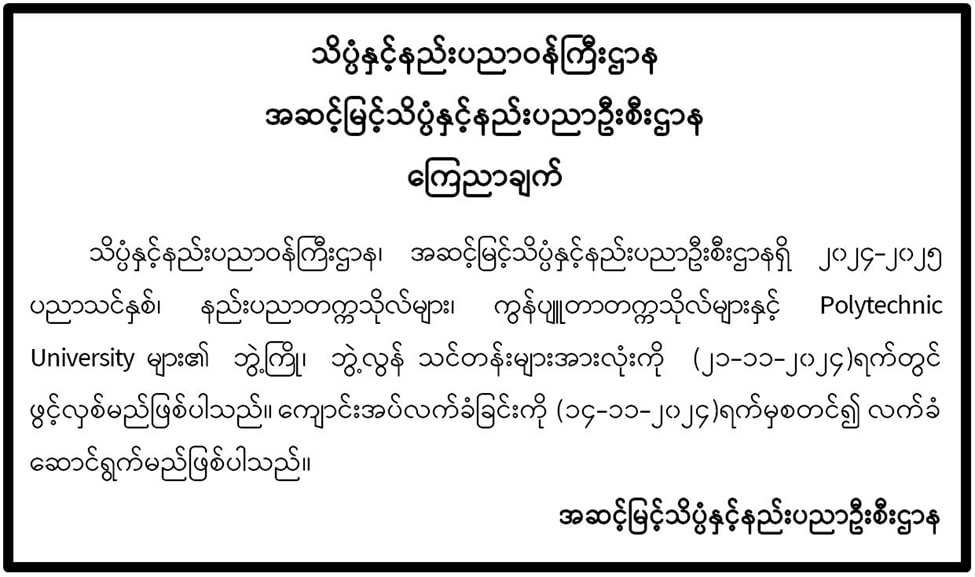 သိပ္ပံနှင့်နည်းပညာဝန်ကြီးဌာန
အဆင့်မြင့်သိပ္ပံနှင့်နည်းပညာဦးစီးဌာန
ကြေညာချက်
သိပ္ပံနှင့်နည်းပညာဝန်ကြီးဌာန၊ အဆင့်မြင့်သိပ္ပံနှင့်နည်းပညာဦးစီးဌာနရှိ ၂၀၂၄-၂၀၂၅
ပညာသင်နှစ်၊ နည်းပညာတက္ကသိုလ်များ၊ ကွန်ပျူတာတက္ကသိုလ်များနှင့် Polytechnic
University များ၏ ဘွဲ့ကြို၊ ဘွဲ့လွန် သင်တန်းများအားလုံးကို (၂၁-၁၁-၂၀၂၄)ရက်တွင်
ဖွင့်လှစ်မည်ဖြစ်ပါသည်။ ကျောင်းအပ်လက်ခံခြင်းကို (၁၄-၁၁-၂၀၂၄)ရက်မှစတင်၍ လက်ခံ
ဆောင်ရွက်မည်ဖြစ်ပါသည်။
အဆင့်မြင့်သိပ္ပံနှင့်နည်းပညာဦးစီးဌာန